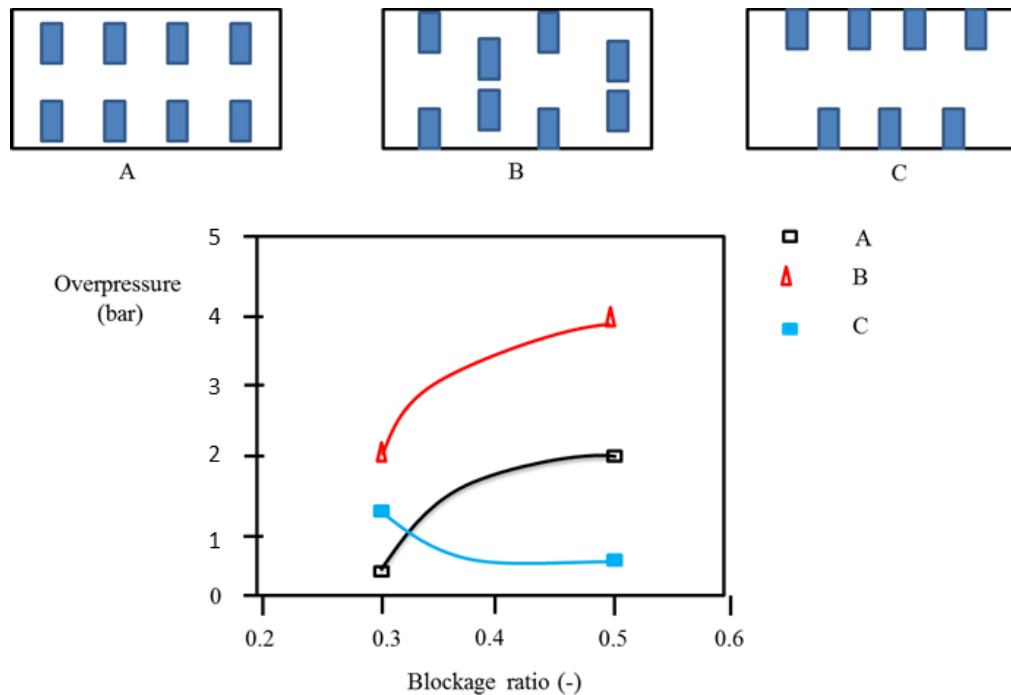 A
B
C
5
Overpressure
(bar)
4
3
2
1
0
A
B
C
0.2
0.3
0.4
0.5
0.6
Blockage ratio (-)